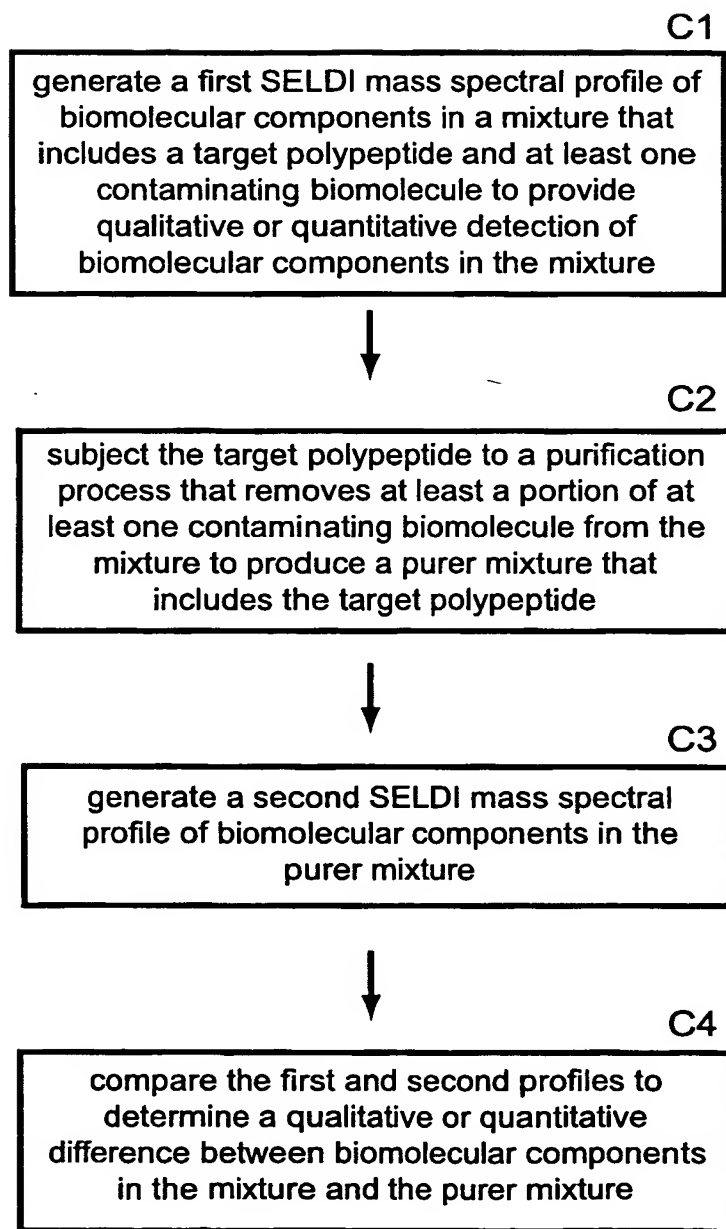 C1
generate a first SELDI mass spectral profile of
biomolecular components in a mixture that
includes a target polypeptide and at least one
contaminating biomolecule to provide
qualitative or quantitative detection of
biomolecular components in the mixture
C2
subject the target polypeptide to a purification
process that removes at least a portion of at
least one contaminating biomolecule from the
mixture to produce a purer mixture that
includes the target polypeptide
C3
generate a second SELDI mass spectral
profile of biomolecular components in the
purer mixture
C4
compare the first and second profiles to
determine a qualitative or quantitative
difference between biomolecular components
in the mixture and the purer mixture